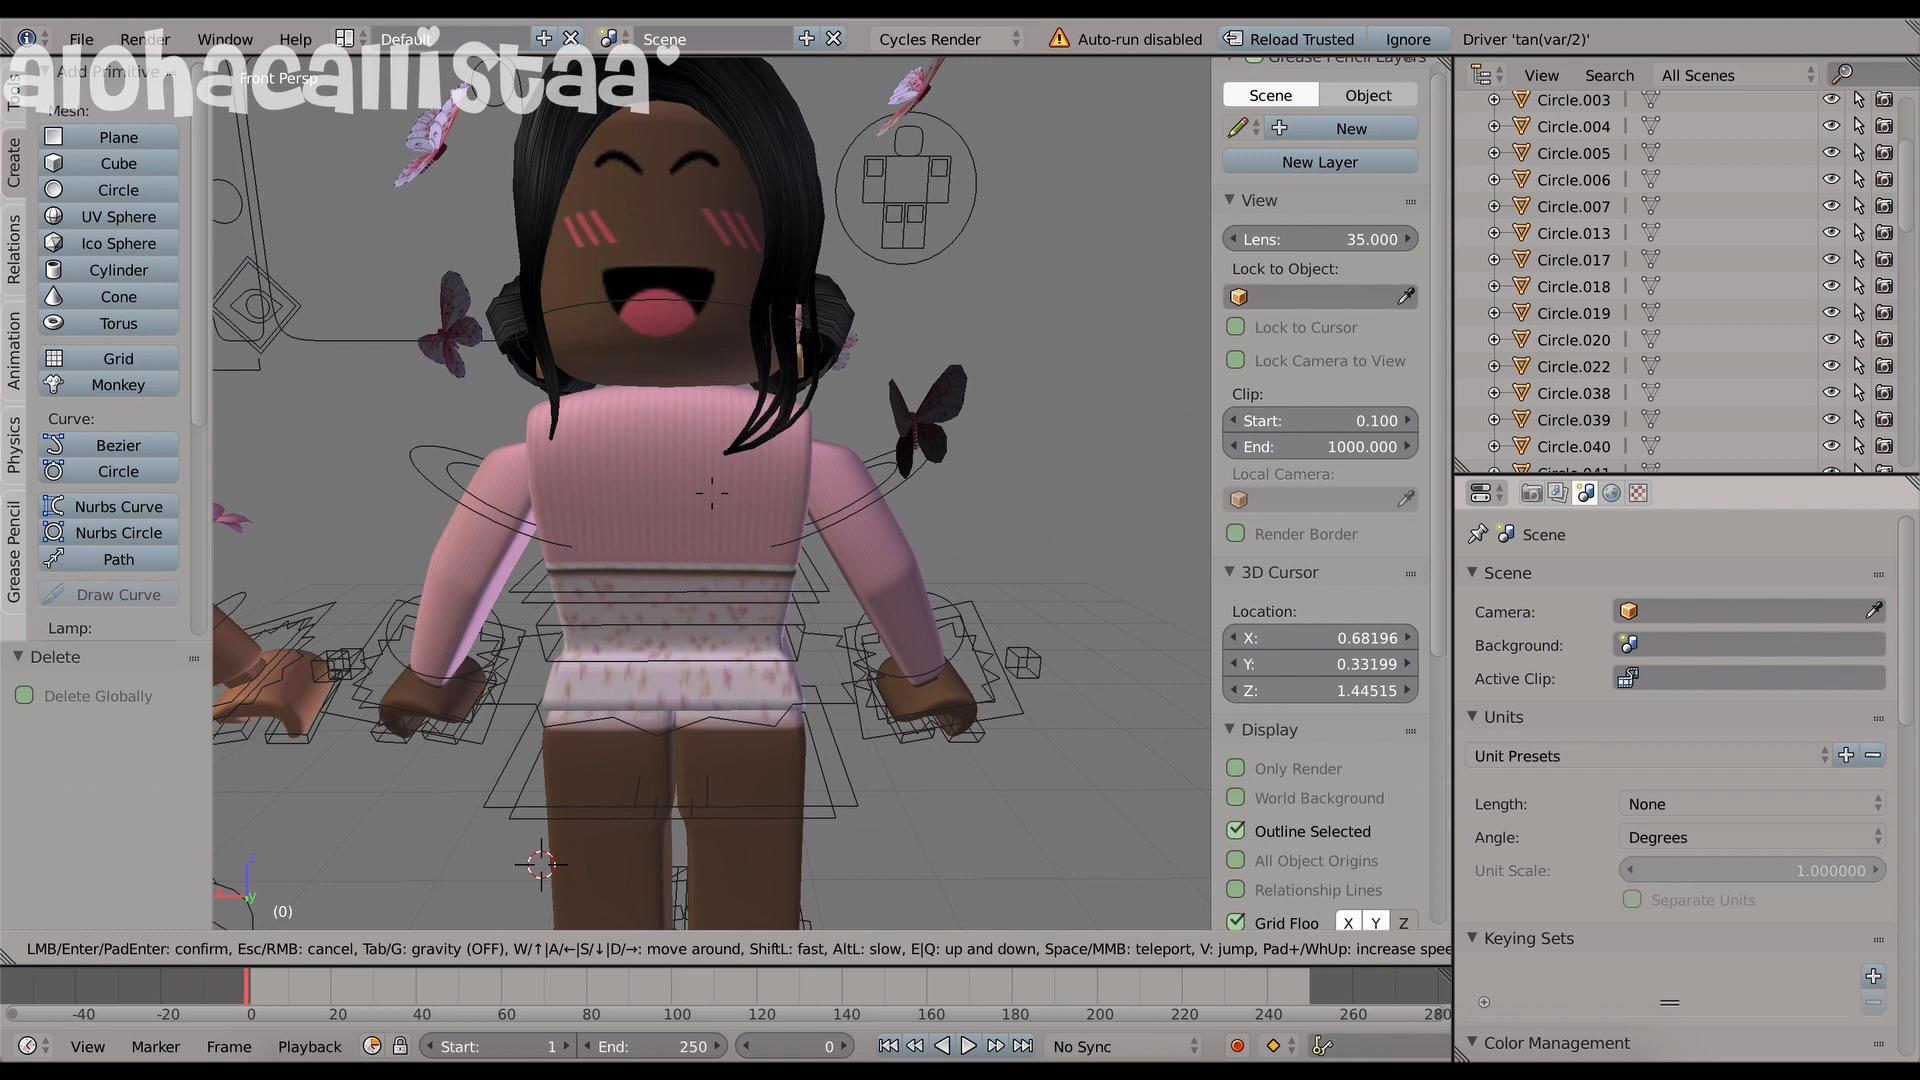 File Render Window Help Default Scene Cycles Render Auto-run disabled Reload Trusted Ignore Driver 'tan(var/2)'
alohacallistaa
Add Primitive
Front Persp
Tools
Create
Relations
Animation
Physics
Grease Pencil
Mesh:
Plane
Cube
Circle
UV Sphere
Ico Sphere
Cylinder
Cone
Torus
Grid
Monkey
Curve:
Bezier
Circle
Nurbs Curve
Nurbs Circle
Path
Draw Curve
Lamp:
Delete
Delete Globally
z
y
(0)
Grease Pencil Layers
Scene Object
New
New Layer
View
Lens: 35.000
Lock to Object:
Lock to Cursor
Lock Camera to View
Clip:
Start: 0.100
End: 1000.000
Local Camera:
Render Border
3D Cursor
Location:
X: 0.68196
Y: 0.33199
Z: 1.44515
Display
Only Render
World Background
Outline Selected
All Object Origins
Relationship Lines
Grid Floo X Y Z
View Search All Scenes
Circle.003
Circle.004
Circle.005
Circle.006
Circle.007
Circle.013
Circle.017
Circle.018
Circle.019
Circle.020
Circle.022
Circle.038
Circle.039
Circle.040
Circle.041
Scene
Scene
Camera:
Background:
Active Clip:
Units
Unit Presets
Length: None
Angle: Degrees
Unit Scale: 1.000000
Separate Units
Keying Sets
Color Management
LMB/Enter/PadEnter: confirm, Esc/RMB: cancel, Tab/G: gravity (OFF), W/↑|A/←|S/↓|D/→: move around, ShiftL: fast, AltL: slow, E|Q: up and down, Space/MMB: teleport, V: jump, Pad+/WhUp: increase spee
-40 -20 0 20 40 60 80 100 120 140 160 180 200 220 240 260 280
View Marker Frame Playback Start: 1 End: 250 0 No Sync